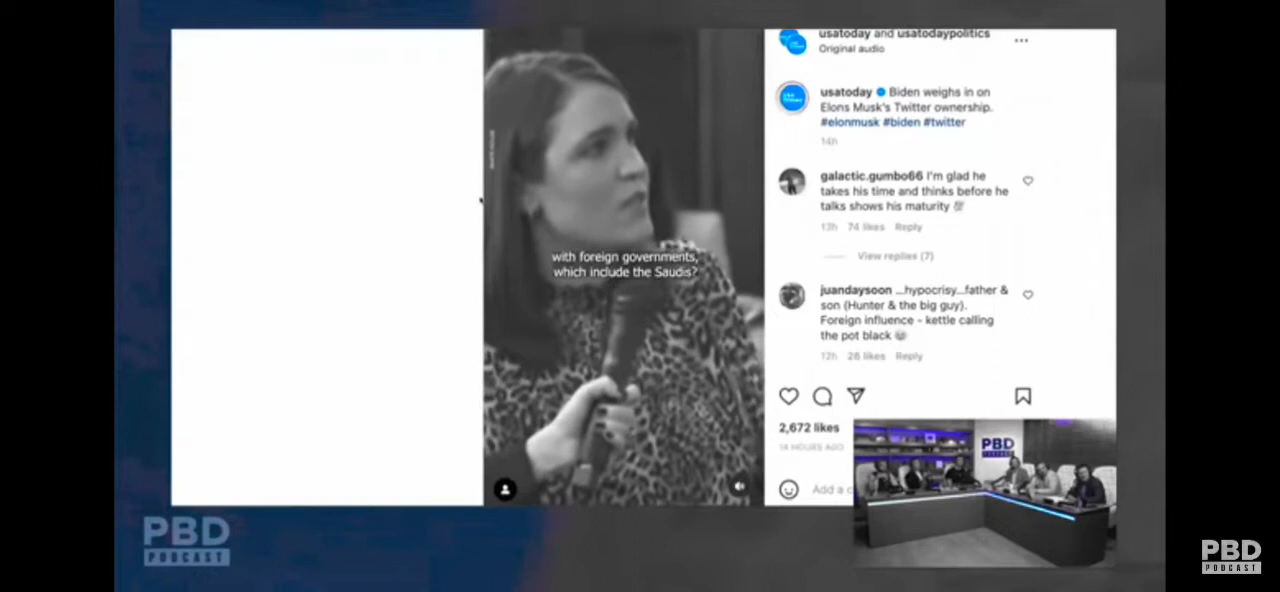 usatoday and usatodaypolitics
Original audio
usatoday Biden weighs in on
Elons Musk's Twitter ownership.
#elonmusk #biden #twitter
14h
galactic.gumbo66 I'm glad he
takes his time and thinks before he
talks shows his maturity 💯
13h 74 likes Reply
View replies (7)
with foreign governments,
which include the Saudis?
juandaysoon ...hypocrisy...father &
son (Hunter & the big guy).
Foreign influence - kettle calling
the pot black
12h 26 likes Reply
2,672 likes
14 HOURS AGO
Add a c
PBD
PODCAST
PBD
PODCAST
PBD
PODCAST